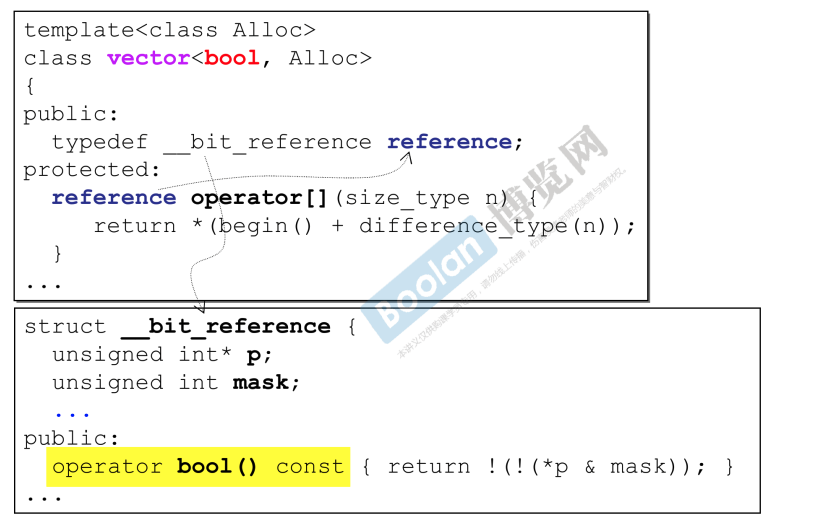 template<class Alloc>
class vector<bool, Alloc>
{
public:
  typedef __bit_reference reference;
protected:
  reference operator[](size_type n) {
     return *(begin() + difference_type(n));
  }
...
Boolan 博览网
struct __bit_reference {
  unsigned int* p;
  unsigned int mask;
  ...
public:
  operator bool() const { return !(!(*p & mask)); }
...